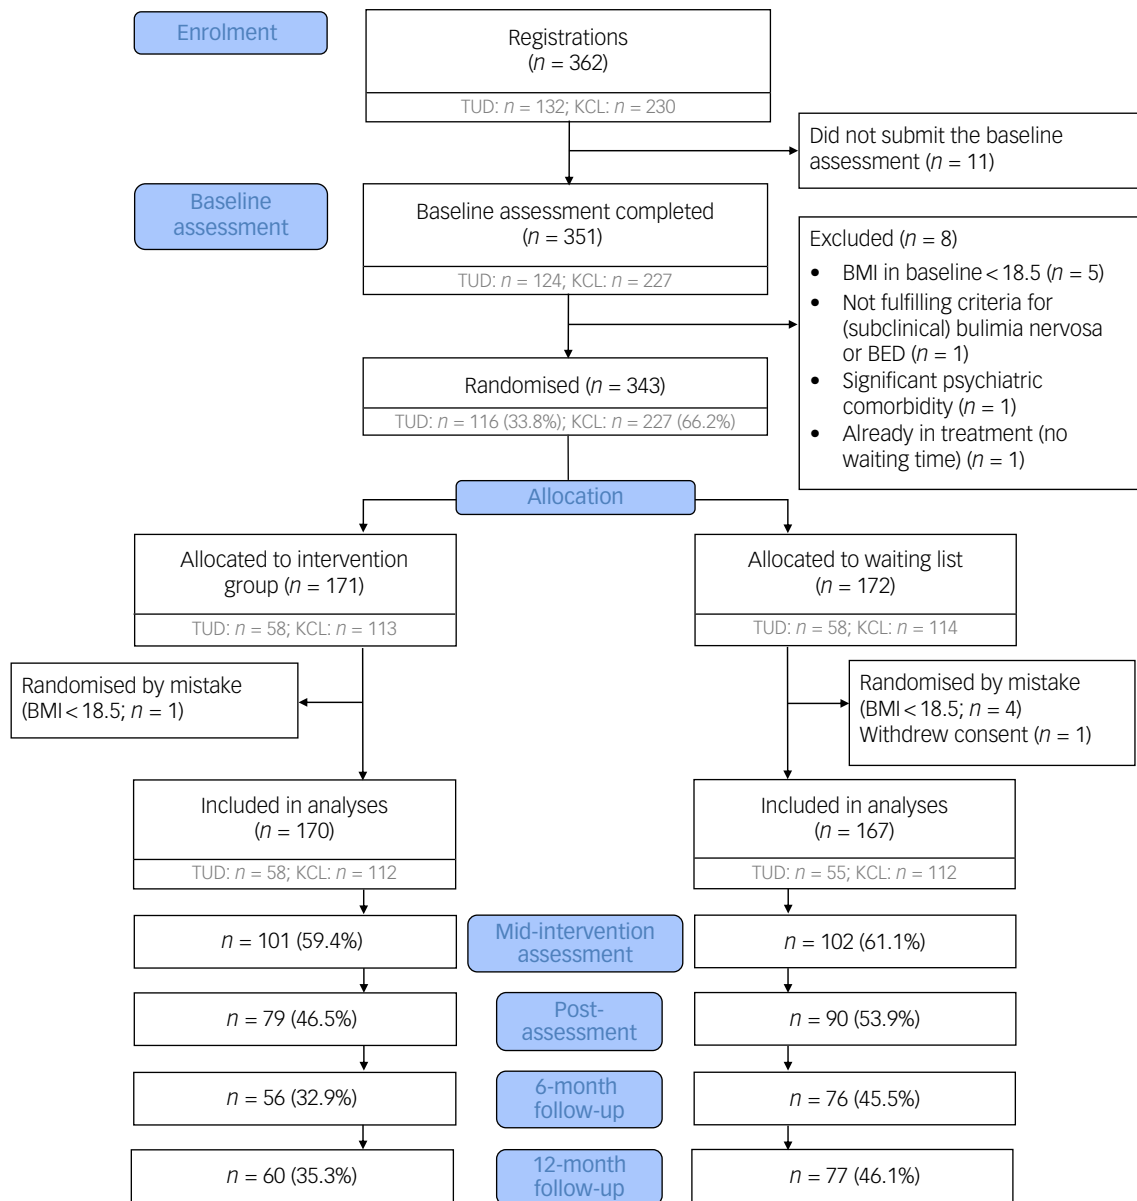 Enrolment
Registrations
(n = 362)
TUD: n = 132; KCL: n = 230
Did not submit the baseline
assessment (n = 11)
Baseline
assessment
Baseline assessment completed
(n = 351)
TUD: n = 124; KCL: n = 227
Excluded (n = 8)
• BMI in baseline < 18.5 (n = 5)
• Not fulfilling criteria for
(subclinical) bulimia nervosa
or BED (n = 1)
• Significant psychiatric
comorbidity (n = 1)
• Already in treatment (no
waiting time) (n = 1)
Randomised (n = 343)
TUD: n = 116 (33.8%); KCL: n = 227 (66.2%)
Allocation
Allocated to intervention
group (n = 171)
TUD: n = 58; KCL: n = 113
Allocated to waiting list
(n = 172)
TUD: n = 58; KCL: n = 114
Randomised by mistake
(BMI < 18.5; n = 1)
Randomised by mistake
(BMI < 18.5; n = 4)
Withdrew consent (n = 1)
Included in analyses
(n = 170)
TUD: n = 58; KCL: n = 112
Included in analyses
(n = 167)
TUD: n = 55; KCL: n = 112
n = 101 (59.4%)
Mid-intervention
assessment
n = 102 (61.1%)
n = 79 (46.5%)
Post-
assessment
n = 90 (53.9%)
n = 56 (32.9%)
6-month
follow-up
n = 76 (45.5%)
n = 60 (35.3%)
12-month
follow-up
n = 77 (46.1%)